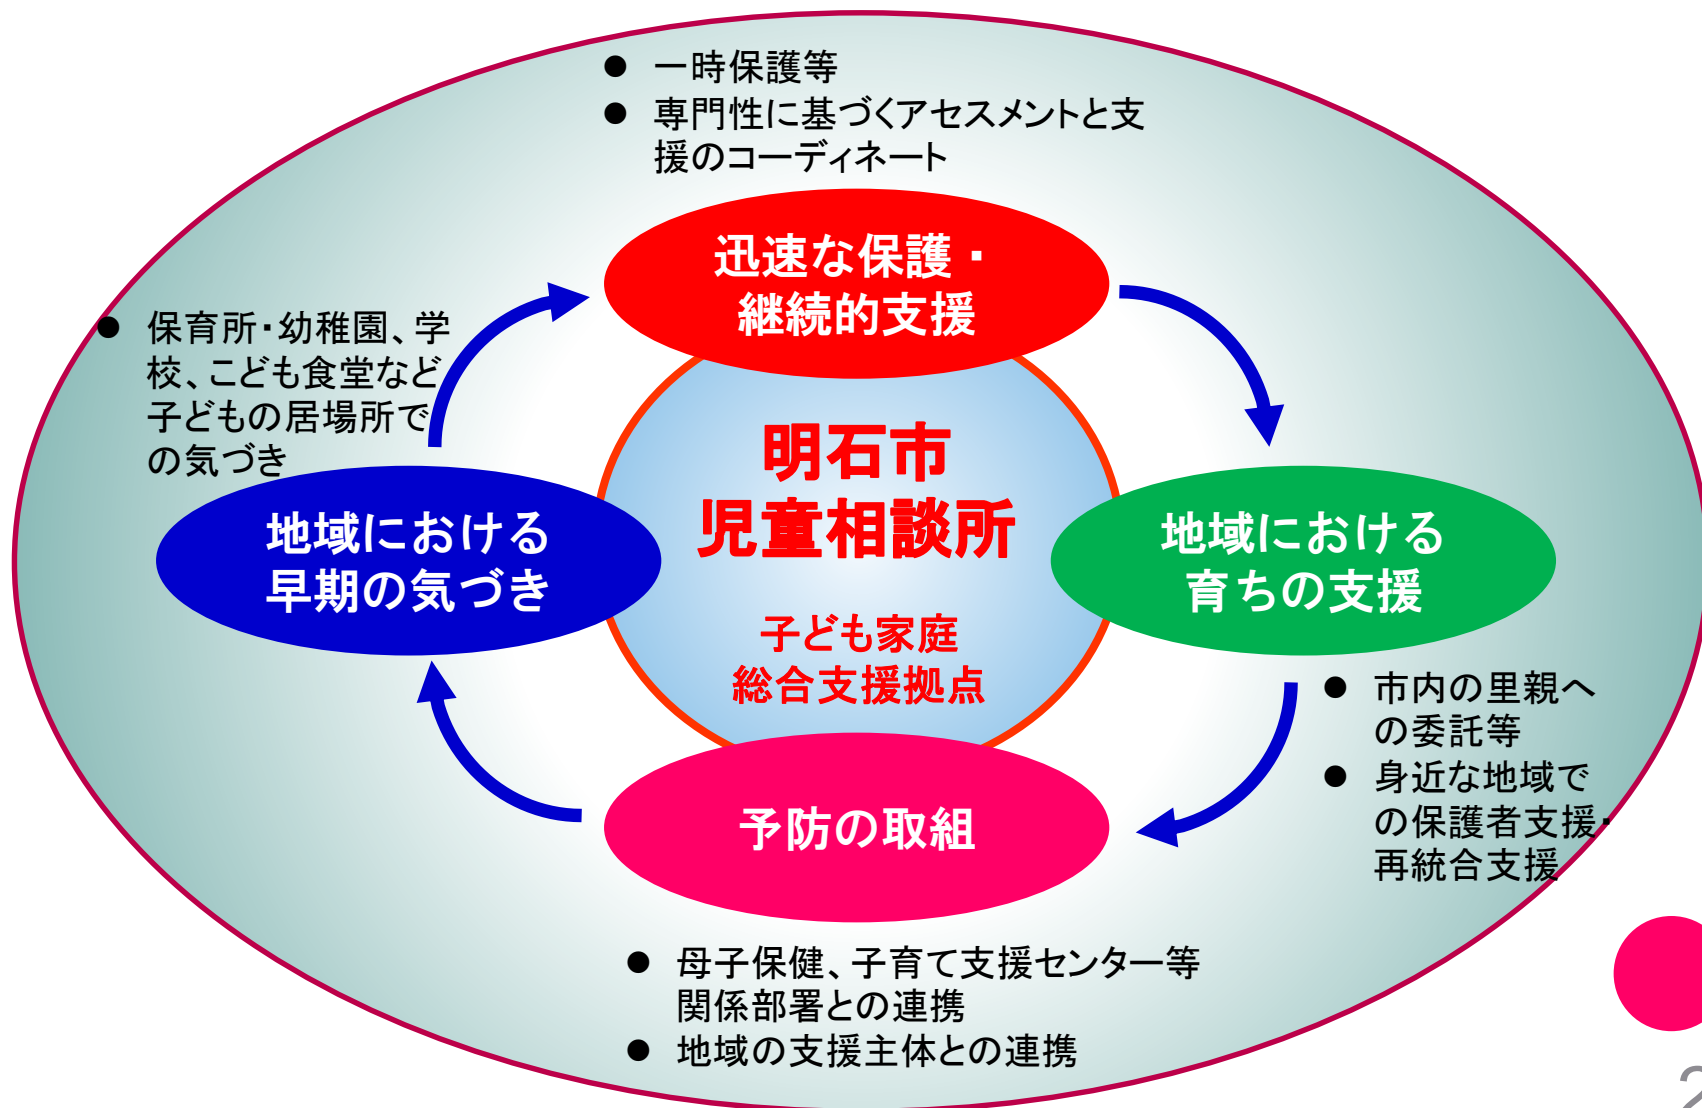 ● 一時保護等
● 専門性に基づくアセスメントと支
援のコーディネート
迅速な保護・
継続的支援
● 保育所・幼稚園、学
校、こども食堂など
子どもの居場所で
の気づき
明石市
児童相談所
子ども家庭
総合支援拠点
地域における
早期の気づき
地域における
育ちの支援
● 市内の里親へ
の委託等
● 身近な地域で
の保護者支援・
再統合支援
予防の取組
● 母子保健、子育て支援センター等
関係部署との連携
● 地域の支援主体との連携
2